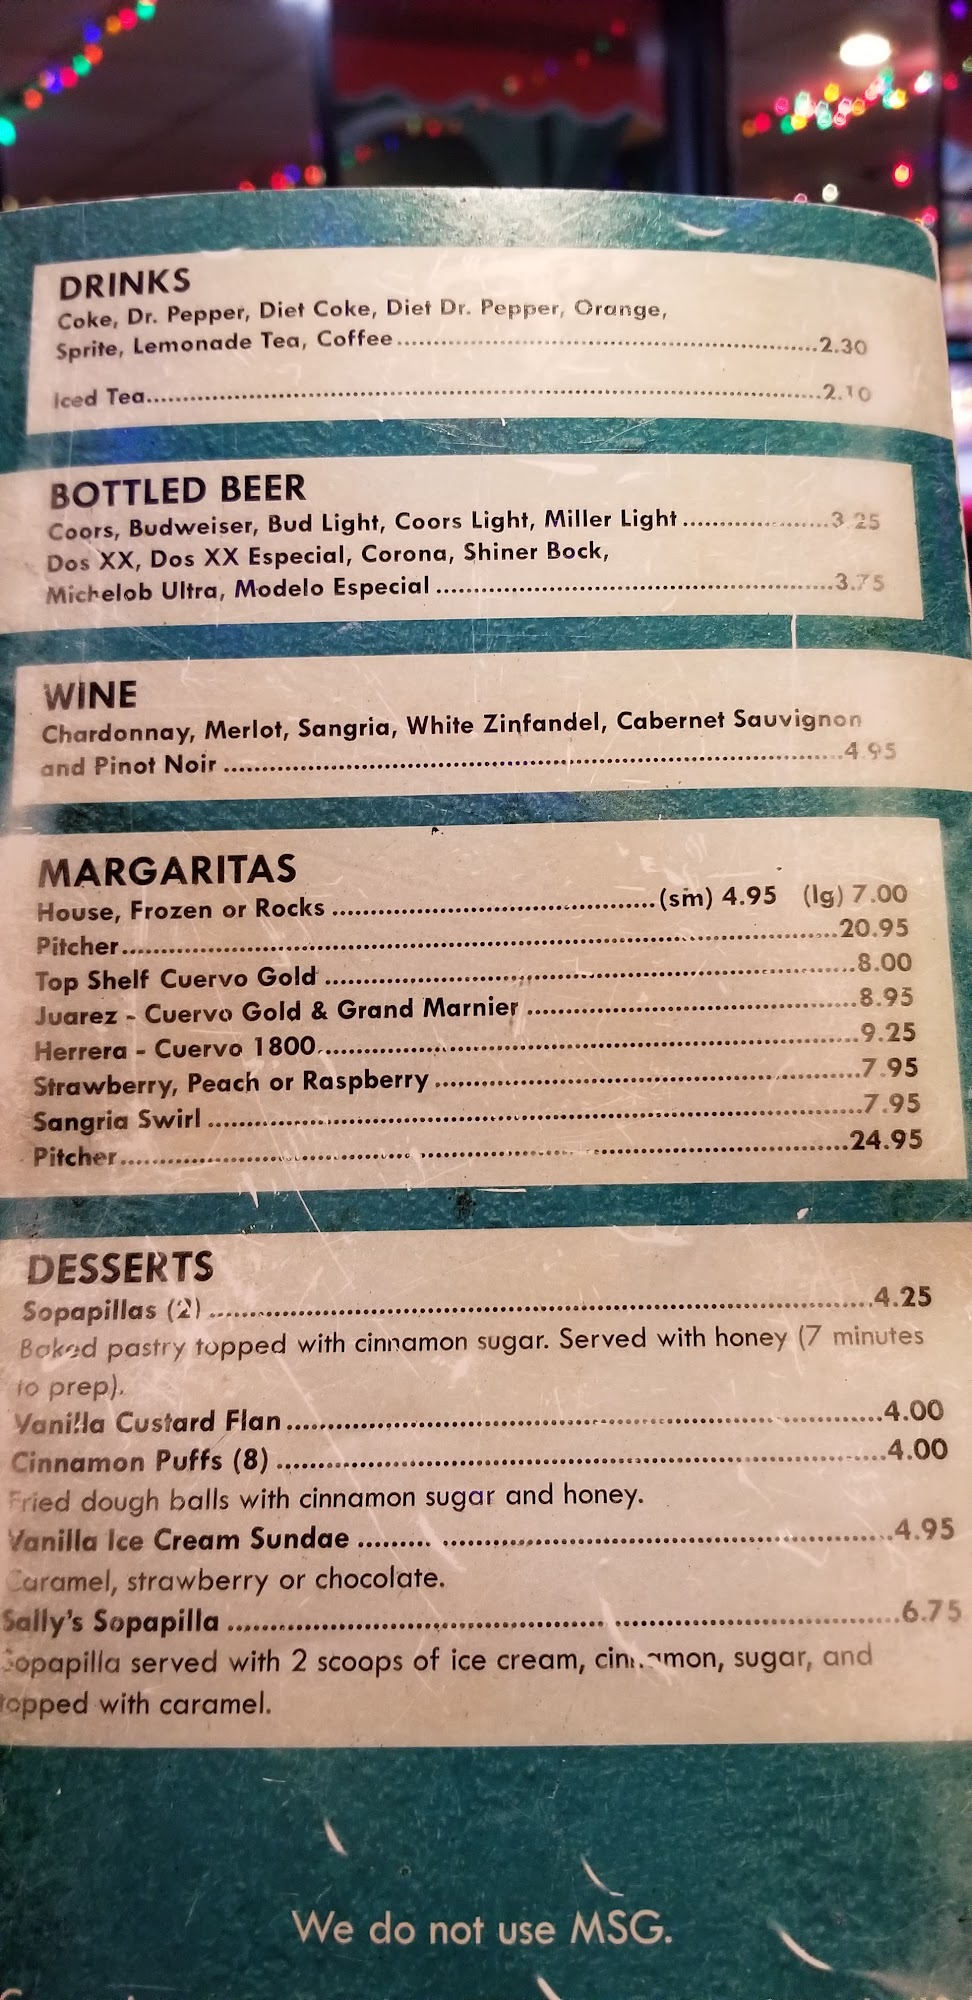 DRINKS
Coke, Dr. Pepper, Diet Coke, Diet Dr. Pepper, Orange,
Sprite, Lemonade Tea, Coffee..........2.30
Iced Tea..........2.10
BOTTLED BEER
Coors, Budweiser, Bud Light, Coors Light, Miller Light..........3.25
Dos XX, Dos XX Especial, Corona, Shiner Bock,
Michelob Ultra, Modelo Especial..........3.75
WINE
Chardonnay, Merlot, Sangria, White Zinfandel, Cabernet Sauvignon
and Pinot Noir..........4.95
MARGARITAS
House, Frozen or Rocks..........(sm) 4.95 (lg) 7.00
Pitcher..........20.95
Top Shelf Cuervo Gold..........8.00
Juarez - Cuervo Gold & Grand Marnier..........8.95
Herrera - Cuervo 1800..........9.25
Strawberry, Peach or Raspberry..........7.95
Sangria Swirl..........7.95
Pitcher..........24.95
DESSERTS
Sopapillas (2)..........4.25
Baked pastry topped with cinnamon sugar. Served with honey (7 minutes
to prep).
Vanilla Custard Flan..........4.00
Cinnamon Puffs (8)..........4.00
Fried dough balls with cinnamon sugar and honey.
Vanilla Ice Cream Sundae..........4.95
Caramel, strawberry or chocolate.
Sally's Sopapilla..........6.75
Sopapilla served with 2 scoops of ice cream, cinnamon, sugar, and
topped with caramel.
We do not use MSG.